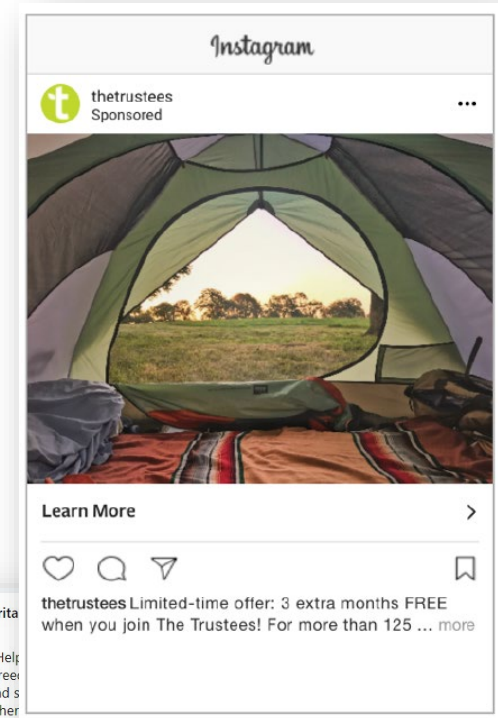 Instagram
t
thetrustees
Sponsored
Learn More
thetrustees Limited-time offer: 3 extra months FREE
when you join The Trustees! For more than 125 ... more